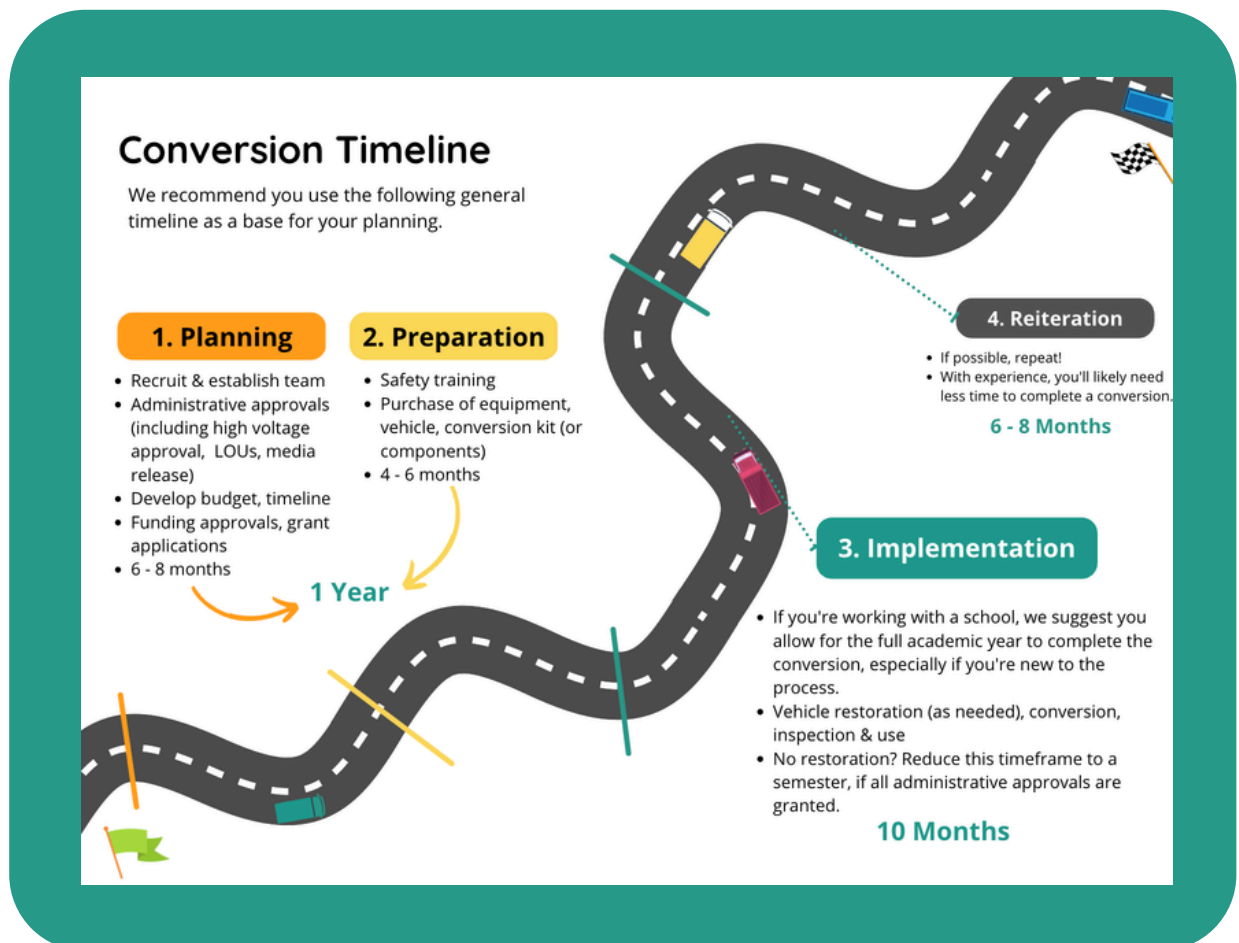 Conversion Timeline
We recommend you use the following general
timeline as a base for your planning.
1. Planning
• Recruit & establish team
• Administrative approvals
(including high voltage
approval, LOUs, media
release)
• Develop budget, timeline
• Funding approvals, grant
applications
• 6 - 8 months
2. Preparation
• Safety training
• Purchase of equipment,
vehicle, conversion kit (or
components)
• 4 - 6 months
1 Year
4. Reiteration
• If possible, repeat!
• With experience, you'll likely need
less time to complete a conversion.
6 - 8 Months
3. Implementation
• If you're working with a school, we suggest you
allow for the full academic year to complete the
conversion, especially if you're new to the
process.
• Vehicle restoration (as needed), conversion,
inspection & use
• No restoration? Reduce this timeframe to a
semester, if all administrative approvals are
granted.
10 Months